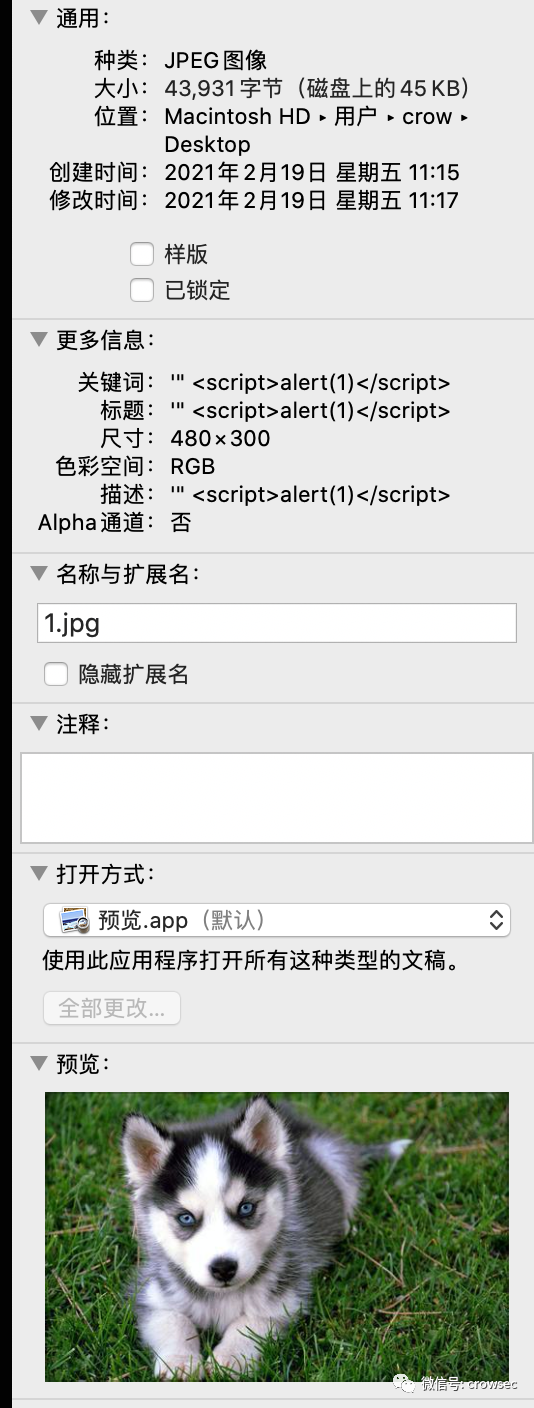 通用：
种类： JPEG图像
大小： 43,931 字节（磁盘上的45 KB）
位置： Macintosh HD ▸ 用户 ▸ crow ▸
Desktop
创建时间： 2021年2月19日 星期五 11:15
修改时间： 2021年2月19日 星期五 11:17
样版
已锁定
更多信息：
关键词： '" <script>alert(1)</script>
标题： '" <script>alert(1)</script>
尺寸： 480×300
色彩空间： RGB
描述： '" <script>alert(1)</script>
Alpha通道： 否
名称与扩展名：
1.jpg
隐藏扩展名
注释：
打开方式：
预览.app（默认）
使用此应用程序打开所有这种类型的文稿。
全部更改...
预览：
微信号: crowsec